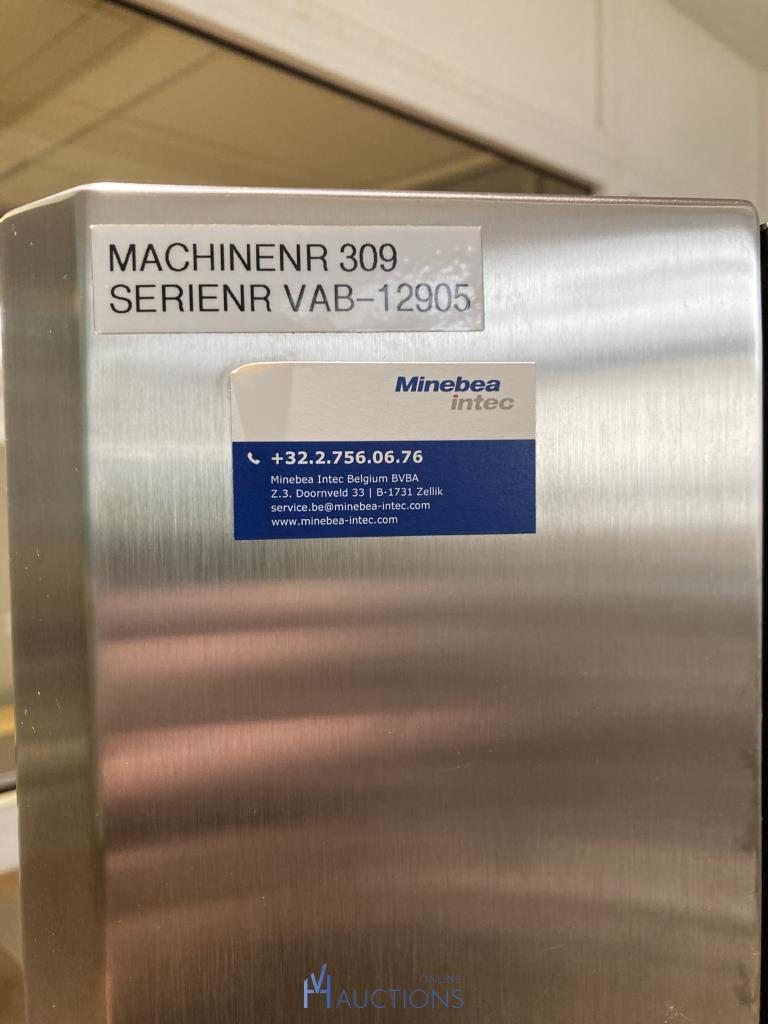 MACHINENR 309
SERIENR VAB-12905
Minebea
intec
+32.2.756.06.76
Minebea Intec Belgium BVBA
Z.3. Doornveld 33 | B-1731 Zellik
service.be@minebea-intec.com
www.minebea-intec.com
ONLINE
VH AUCTIONS